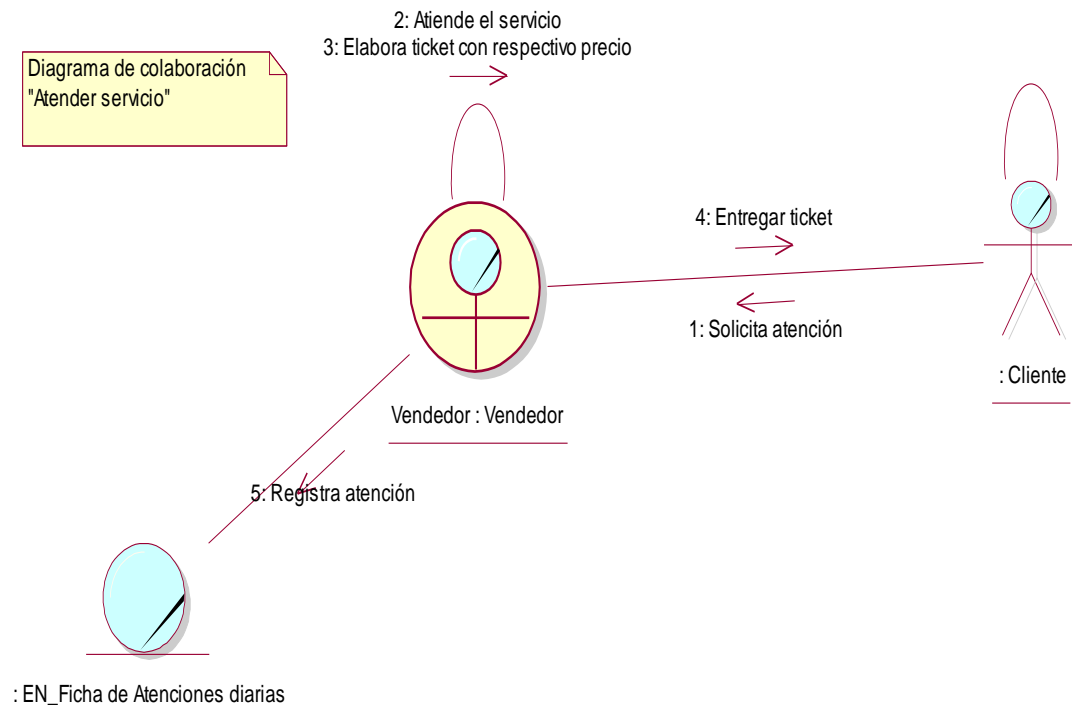 2: Atiende el servicio
3: Elabora ticket con respectivo precio
Diagrama de colaboración
"Atender servicio"
4: Entregar ticket
1: Solicita atención
: Cliente
Vendedor : Vendedor
5: Registra atención
: EN_Ficha de Atenciones diarias